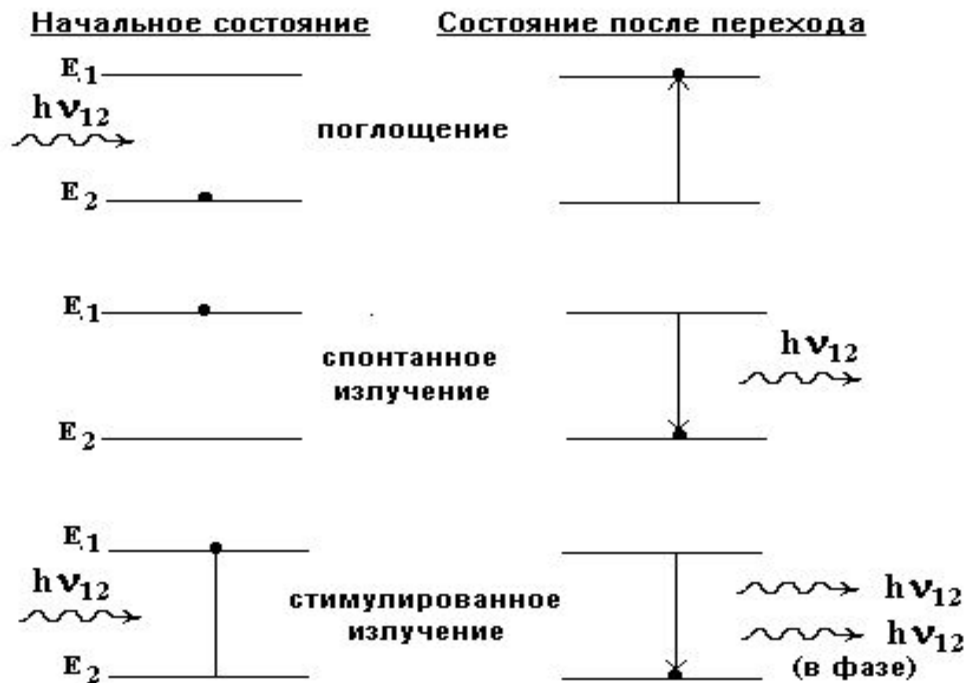 Начальное состояние Состояние после перехода
E1
hν12
поглощение
E2
E1
спонтанное
излучение
hν12
E2
E1
hν12
стимулированное
излучение
hν12
hν12
(в фазе)
E2